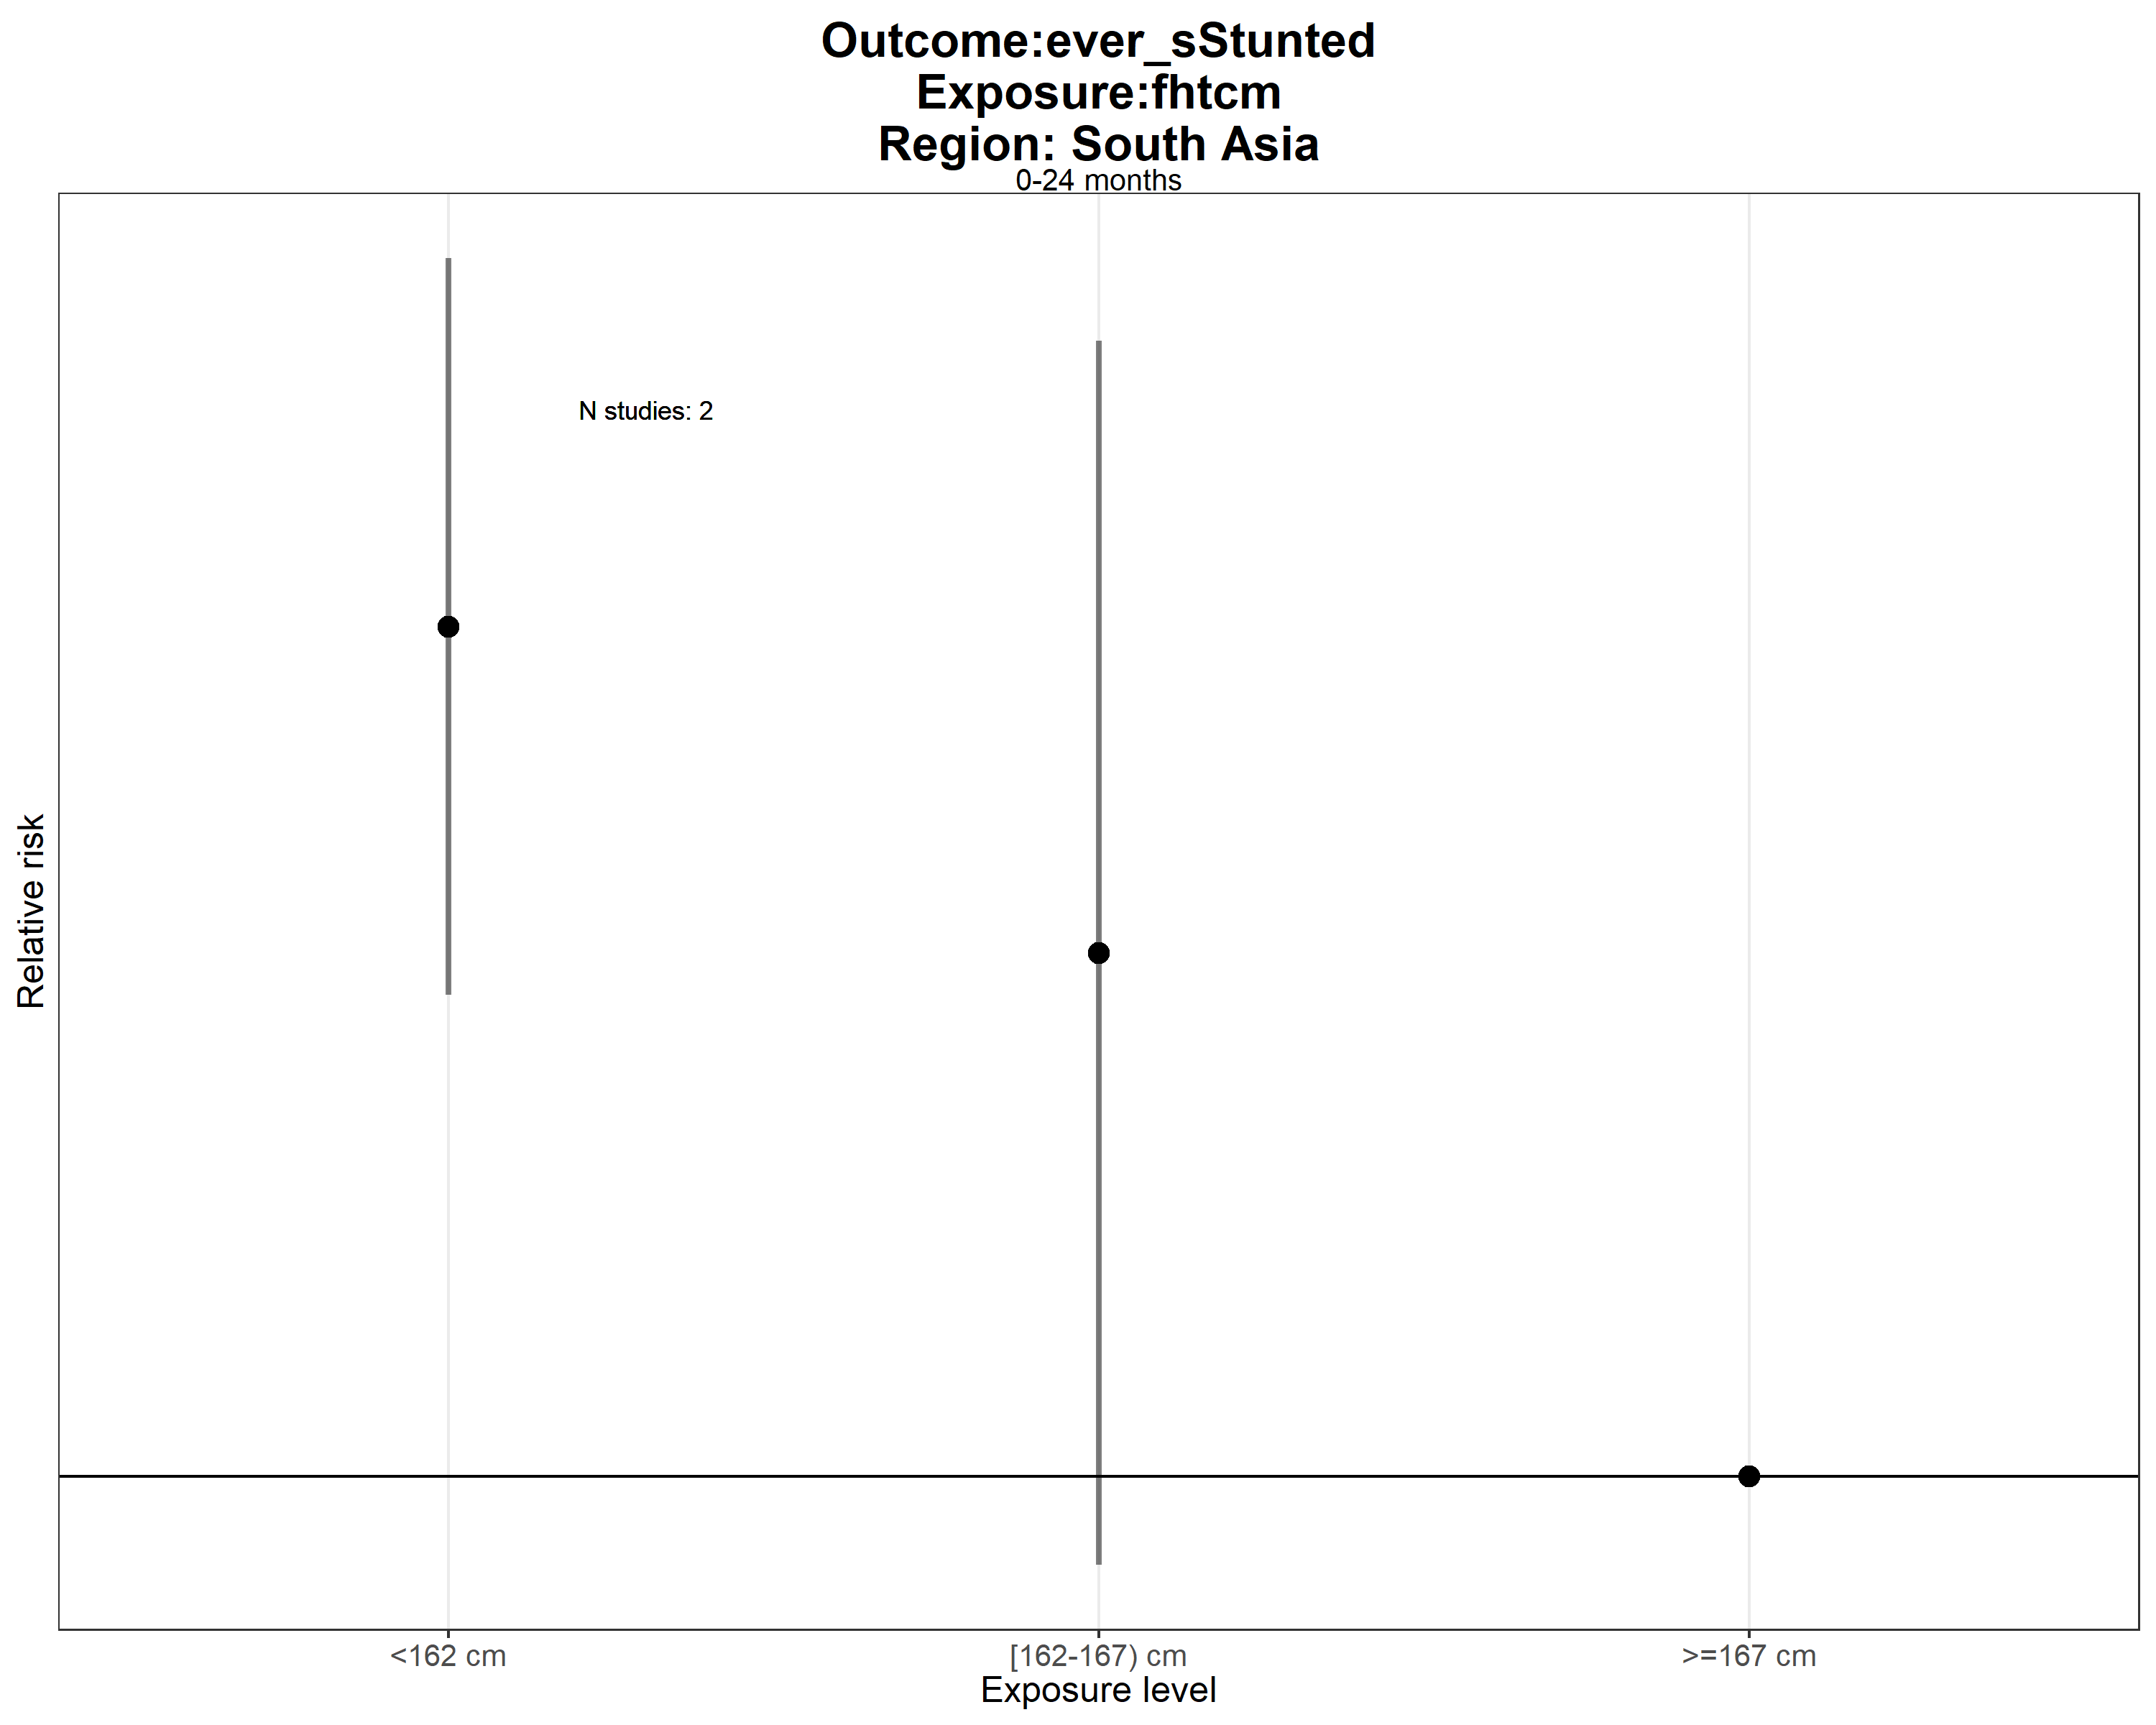 Outcome:ever_sStunted
Exposure:fhtcm
Region: South Asia
0-24 months
N studies: 2
Relative risk
<162 cm
[162-167) cm
>=167 cm
Exposure level